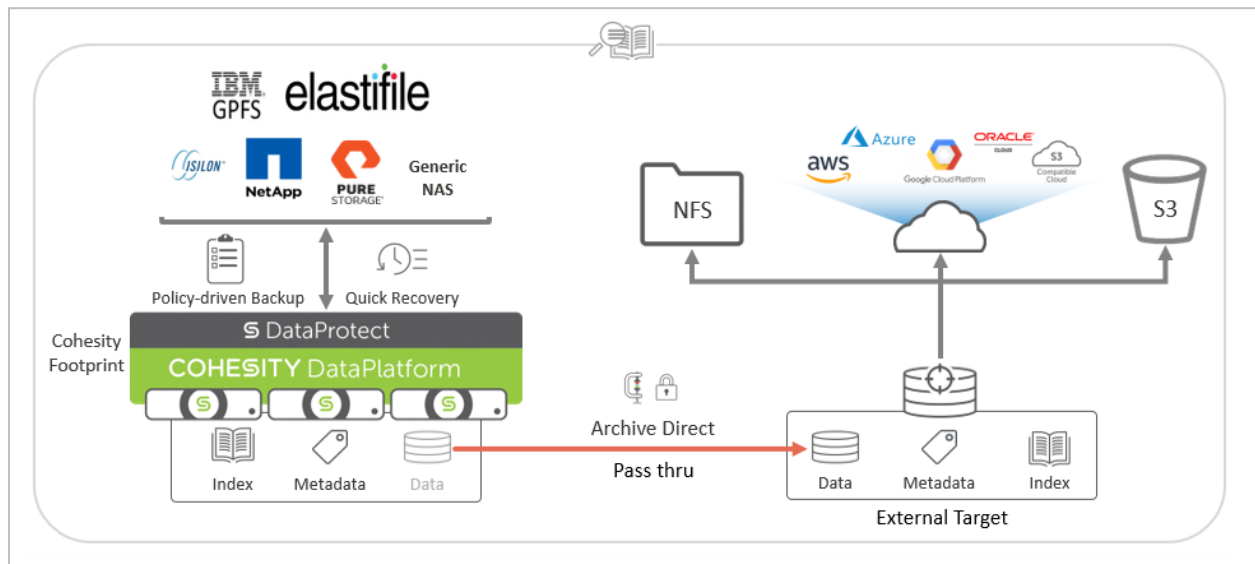 IBM
GPFS
elastifile
ISILON
NetApp
PURE
STORAGE®
Generic
NAS
Policy-driven Backup
Quick Recovery
Cohesity
Footprint
DataProtect
COHESITY DataPlatform
S
S
S
Index
Metadata
Data
Archive Direct
Pass thru
NFS
aws
Azure
Google Cloud Platform
ORACLE®
CLOUD
S3
Compatible
Cloud
S3
Data
Metadata
Index
External Target